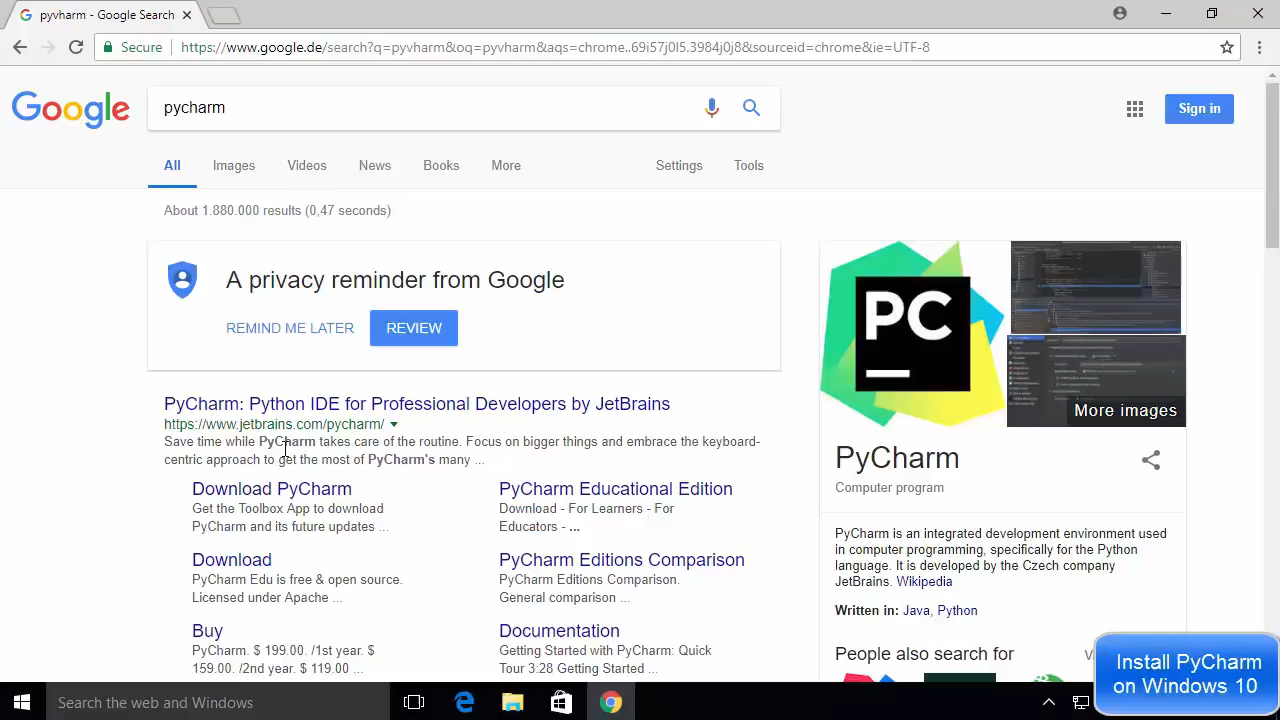 pyvharm - Google Search
Secure
https://www.google.de/search?q=pyvharm&oq=pyvharm&aqs=chrome..69i57j0l5.3984j0j8&sourceid=chrome&ie=UTF-8
Google
pycharm
Sign in
All Images Videos News Books More Settings Tools
About 1.880.000 results (0,47 seconds)
A privacy reminder from Google
REMIND ME LATER REVIEW
PyCharm: Python IDE for Professional Developers by JetBrains
https://www.jetbrains.com/pycharm/
Save time while PyCharm takes care of the routine. Focus on bigger things and embrace the keyboard-
centric approach to get the most of PyCharm's many ...
Download PyCharm
Get the Toolbox App to download
PyCharm and its future updates ...
PyCharm Educational Edition
Download - For Learners - For
Educators - ...
Download
PyCharm Edu is free & open source.
Licensed under Apache ...
PyCharm Editions Comparison
PyCharm Editions Comparison.
General comparison ...
Buy
PyCharm. $ 199.00. /1st year. $
159.00. /2nd year. $ 119.00 ...
Documentation
Getting Started with PyCharm: Quick
Tour 3:28 Getting Started ...
PC
More images
PyCharm
Computer program
PyCharm is an integrated development environment used
in computer programming, specifically for the Python
language. It is developed by the Czech company
JetBrains. Wikipedia
Written in: Java, Python
People also search for
Install PyCharm
on Windows 10
Search the web and Windows